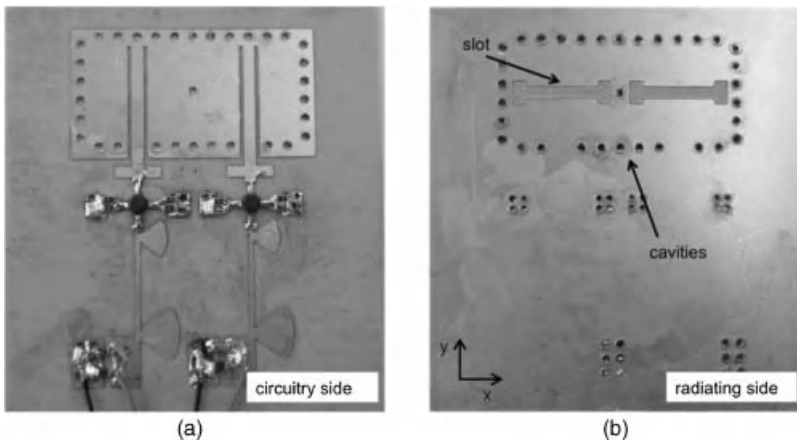 slot
cavities
y
x
circuitry side
radiating side
(a)
(b)